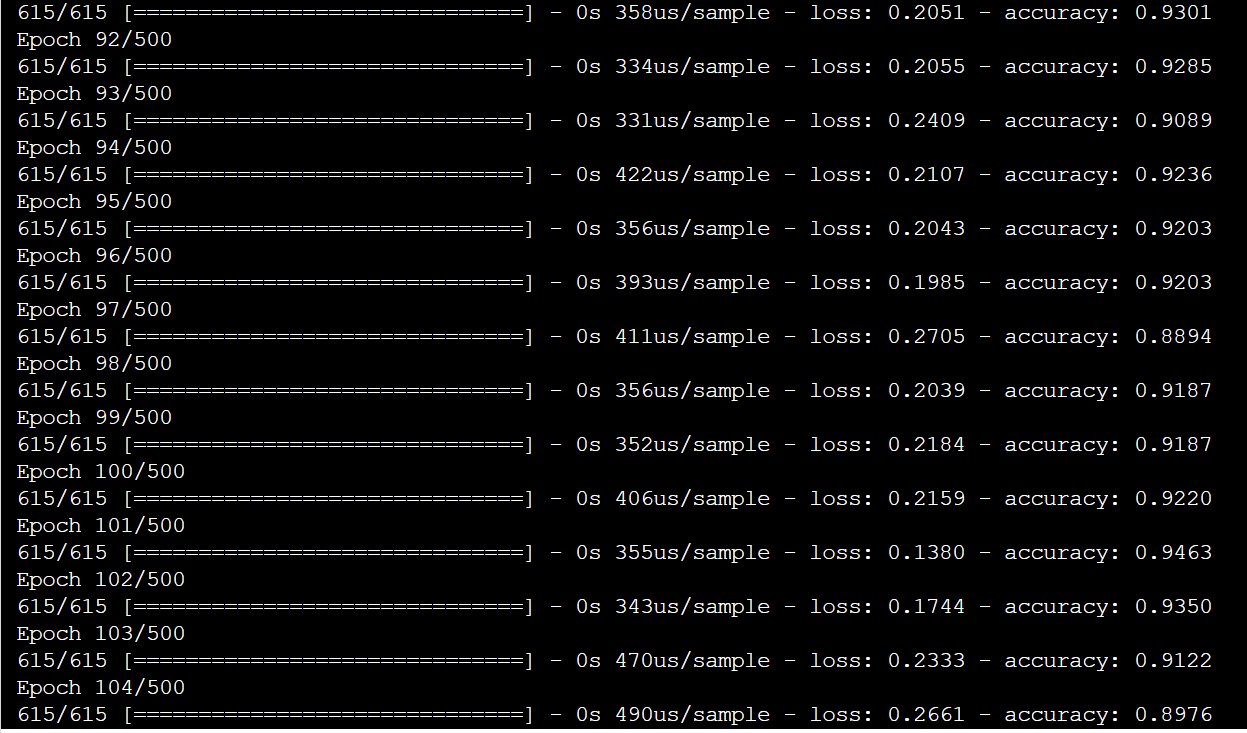 615/615 [==============================] - 0s 358us/sample - loss: 0.2051 - accuracy: 0.9301
Epoch 92/500
615/615 [==============================] - 0s 334us/sample - loss: 0.2055 - accuracy: 0.9285
Epoch 93/500
615/615 [==============================] - 0s 331us/sample - loss: 0.2409 - accuracy: 0.9089
Epoch 94/500
615/615 [==============================] - 0s 422us/sample - loss: 0.2107 - accuracy: 0.9236
Epoch 95/500
615/615 [==============================] - 0s 356us/sample - loss: 0.2043 - accuracy: 0.9203
Epoch 96/500
615/615 [==============================] - 0s 393us/sample - loss: 0.1985 - accuracy: 0.9203
Epoch 97/500
615/615 [==============================] - 0s 411us/sample - loss: 0.2705 - accuracy: 0.8894
Epoch 98/500
615/615 [==============================] - 0s 356us/sample - loss: 0.2039 - accuracy: 0.9187
Epoch 99/500
615/615 [==============================] - 0s 352us/sample - loss: 0.2184 - accuracy: 0.9187
Epoch 100/500
615/615 [==============================] - 0s 406us/sample - loss: 0.2159 - accuracy: 0.9220
Epoch 101/500
615/615 [==============================] - 0s 355us/sample - loss: 0.1380 - accuracy: 0.9463
Epoch 102/500
615/615 [==============================] - 0s 343us/sample - loss: 0.1744 - accuracy: 0.9350
Epoch 103/500
615/615 [==============================] - 0s 470us/sample - loss: 0.2333 - accuracy: 0.9122
Epoch 104/500
615/615 [==============================] - 0s 490us/sample - loss: 0.2661 - accuracy: 0.8976